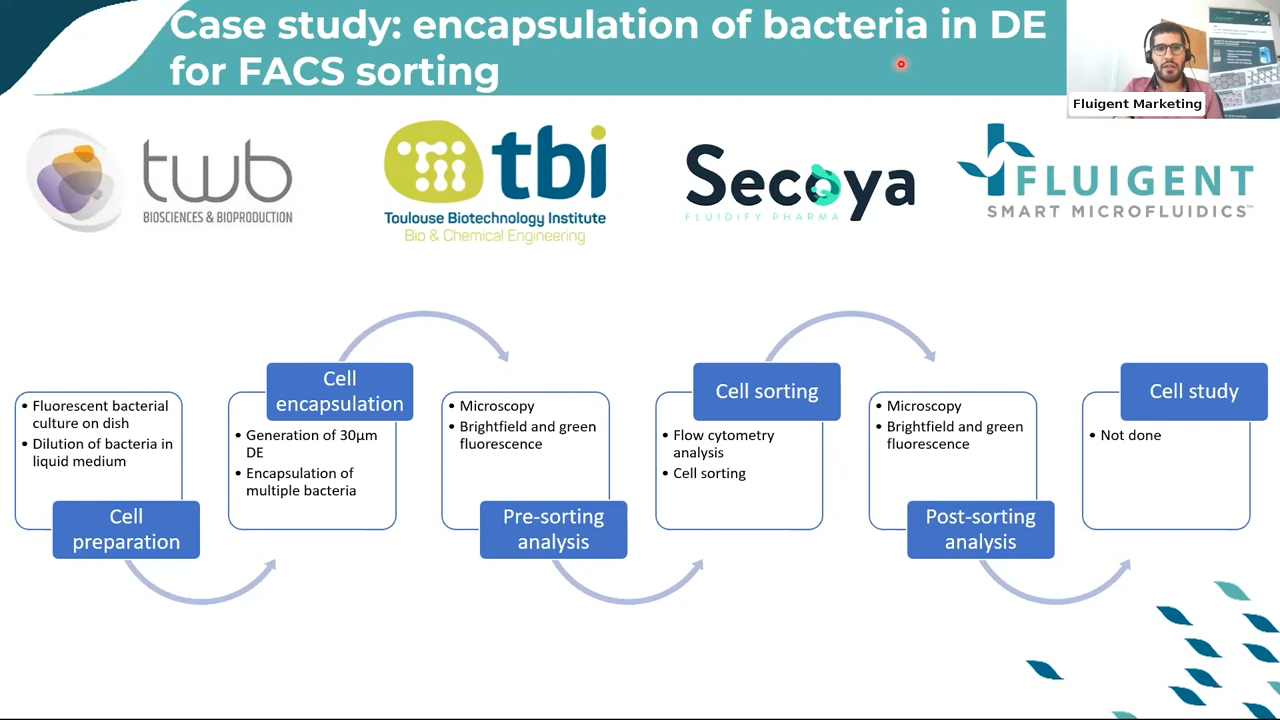 Case study: encapsulation of bacteria in DE
for FACS sorting
Fluigent Marketing
twb
BIOSCIENCES & BIOPRODUCTION
tbi
Toulouse Biotechnology Institute
Bio & Chemical Engineering
Secoya
FLUIDIFY PHARMA
FLUIGENT
SMART MICROFLUIDICS™
• Fluorescent bacterial
culture on dish
• Dilution of bacteria in
liquid medium
Cell
preparation
Cell
encapsulation
• Generation of 30µm
DE
• Encapsulation of
multiple bacteria
• Microscopy
• Brightfield and green
fluorescence
Pre-sorting
analysis
Cell sorting
• Flow cytometry
analysis
• Cell sorting
• Microscopy
• Brightfield and green
fluorescence
Post-sorting
analysis
Cell study
• Not done